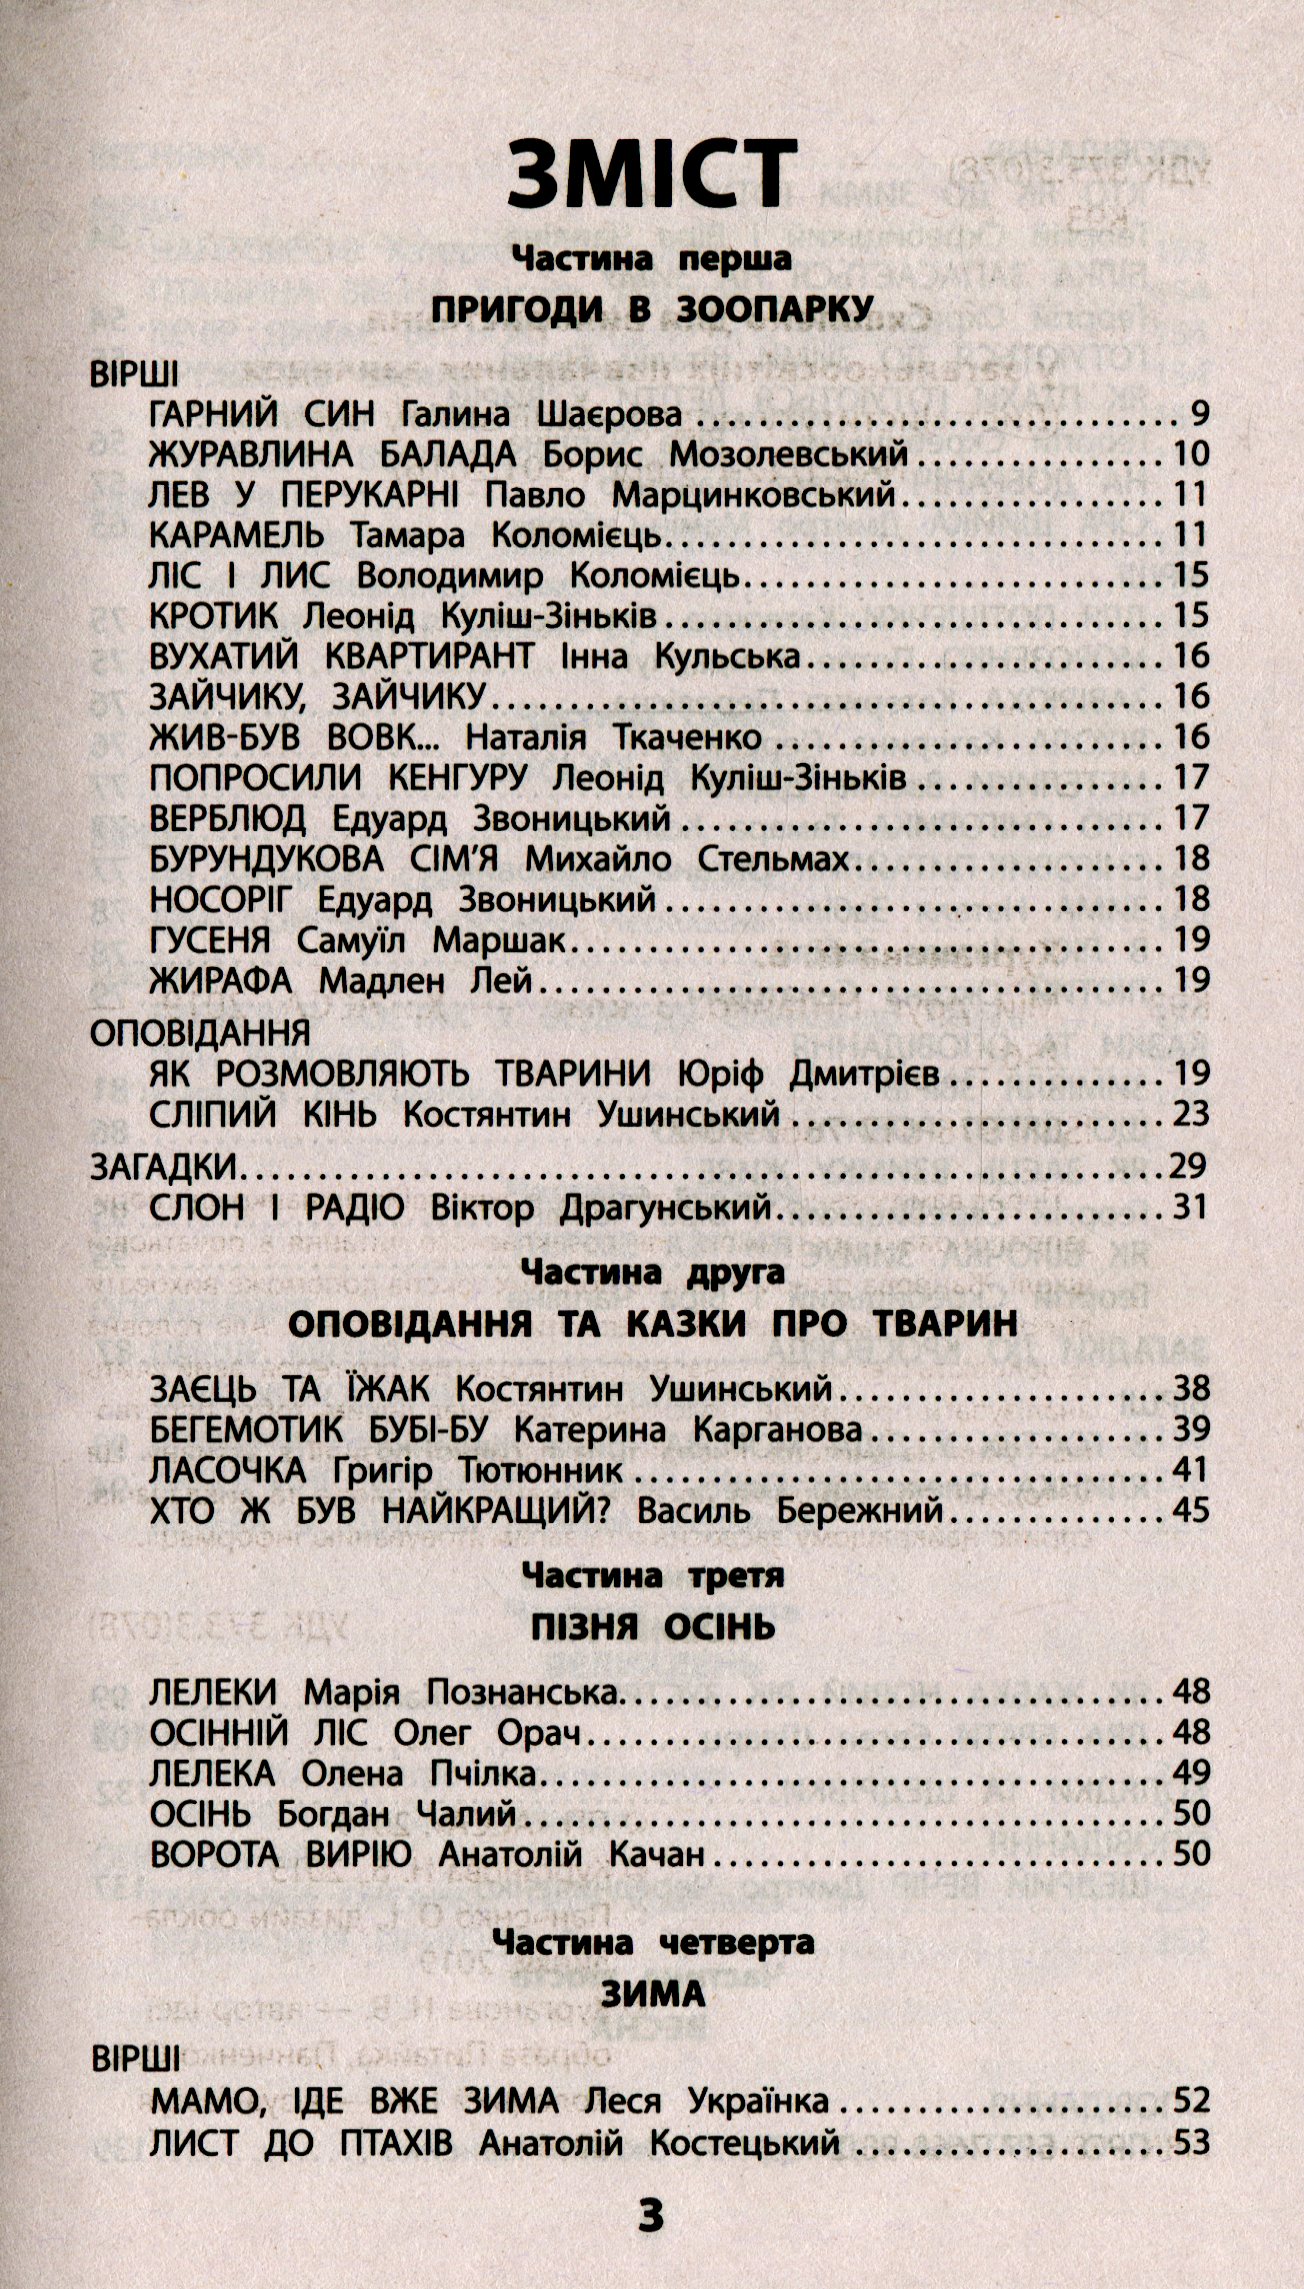 ЗМІСТ
Частина перша
ПРИГОДИ В ЗООПАРКУ
ВІРШІ
ГАРНИЙ СИН Галина Шаєрова ............................... 9
ЖУРАВЛИНА БАЛАДА Борис Мозолевський ................ 10
ЛЕВ У ПЕРУКАРНІ Павло Марцинковський ................. 11
КАРАМЕЛЬ Тамара Коломієць ................................ 11
ЛІС І ЛИС Володимир Коломієць ........................... 15
КРОТИК Леонід Куліш-Зіньків ................................ 15
ВУХАТИЙ КВАРТИРАНТ Інна Кульська ....................... 16
ЗАЙЧИКУ, ЗАЙЧИКУ ........................................... 16
ЖИВ-БУВ ВОВК... Наталія Ткаченко ......................... 16
ПОПРОСИЛИ КЕНГУРУ Леонід Куліш-Зіньків ................ 17
ВЕРБЛЮД Едуард Звоницький ............................... 17
БУРУНДУКОВА СІМ’Я Михайло Стельмах .................... 18
НОСОРІГ Едуард Звоницький ................................ 18
ГУСЕНЯ Самуїл Маршак ...................................... 19
ЖИРАФА Мадлен Лей ........................................ 19
ОПОВІДАННЯ
ЯК РОЗМОВЛЯЮТЬ ТВАРИНИ Юріф Дмитрієв .............. 19
СЛІПИЙ КІНЬ Костянтин Ушинський ........................ 23
ЗАГАДКИ ........................................................... 29
СЛОН І РАДІО Віктор Драгунський ......................... 31
Частина друга
ОПОВІДАННЯ ТА КАЗКИ ПРО ТВАРИН
ЗАЄЦЬ ТА ЇЖАК Костянтин Ушинський ..................... 38
БЕГЕМОТИК БУБІ-БУ Катерина Карганова ................... 39
ЛАСОЧКА Григір Тютюнник .................................. 41
ХТО Ж БУВ НАЙКРАЩИЙ? Василь Бережний .............. 45
Частина третя
ПІЗНЯ ОСІНЬ
ЛЕЛЕКИ Марія Познанська ................................... 48
ОСІННІЙ ЛІС Олег Орач ..................................... 48
ЛЕЛЕКА Олена Пчілка ........................................ 49
ОСІНЬ Богдан Чалий ......................................... 50
ВОРОТА ВИРІЮ Анатолій Качан ............................. 50
Частина четверта
ЗИМА
ВІРШІ
МАМО, ІДЕ ВЖЕ ЗИМА Леся Українка ..................... 52
ЛИСТ ДО ПТАХІВ Анатолій Костецький .................... 53
3